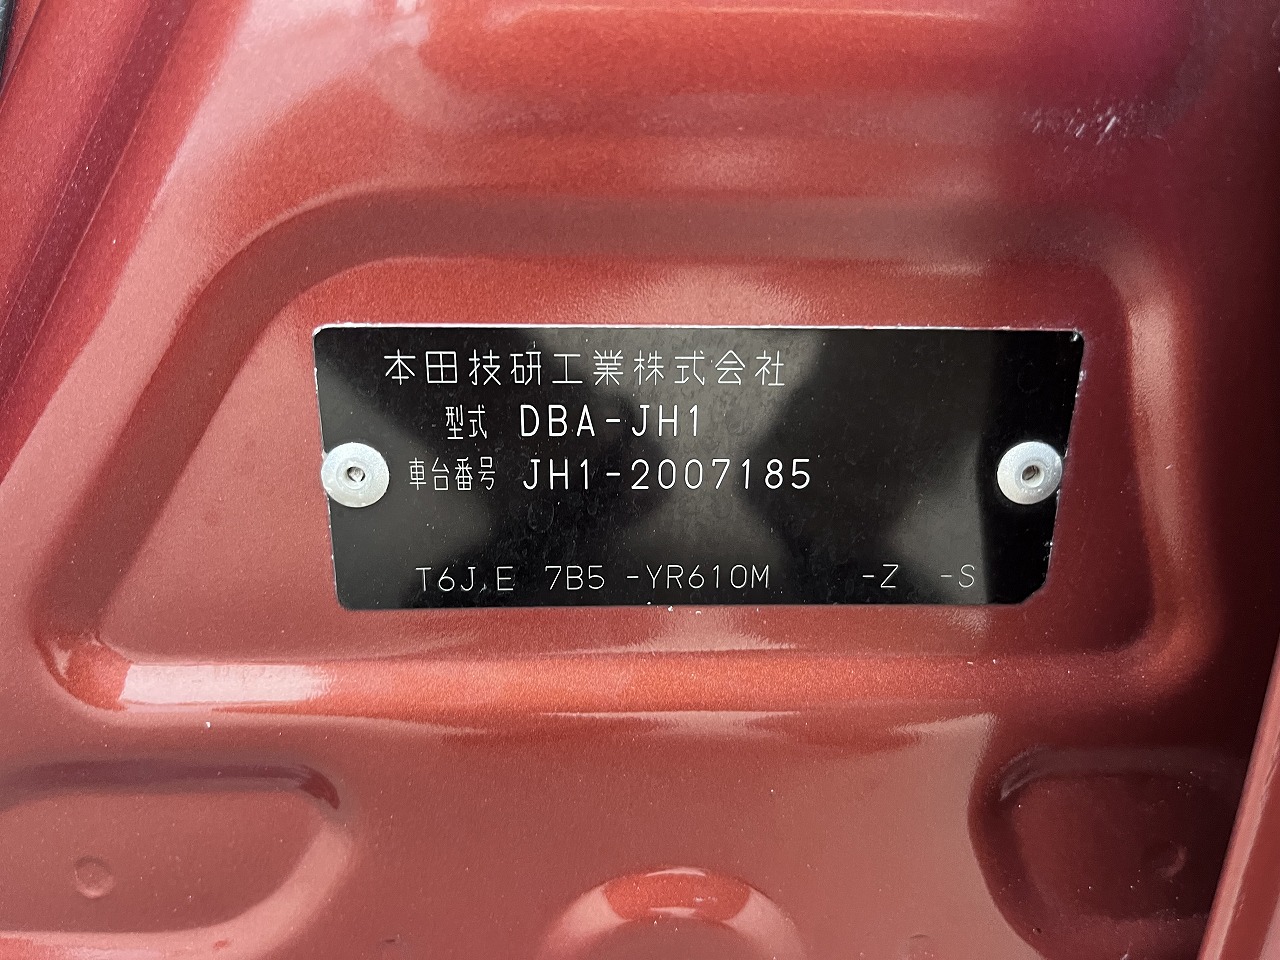 本田技研工業株式会社
型式 DBA-JH1
車台番号 JH1-2007185
T6J,E 7B5 -YR610M -Z -S